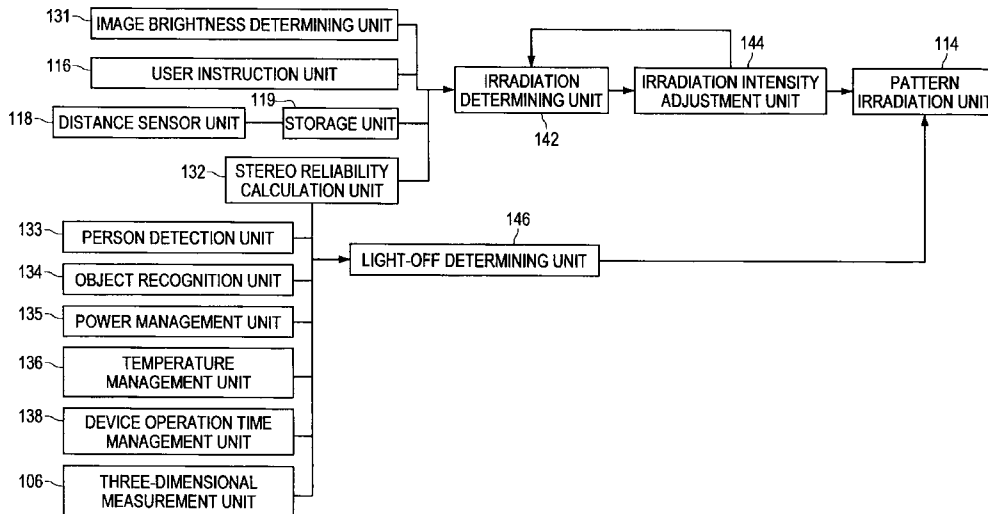 131
IMAGE BRIGHTNESS DETERMINING UNIT
116
USER INSTRUCTION UNIT
118
DISTANCE SENSOR UNIT
119
STORAGE UNIT
132
STEREO RELIABILITY
CALCULATION UNIT
IRRADIATION
DETERMINING UNIT
142
144
IRRADIATION INTENSITY
ADJUSTMENT UNIT
114
PATTERN
IRRADIATION UNIT
133
PERSON DETECTION UNIT
134
OBJECT RECOGNITION UNIT
135
POWER MANAGEMENT UNIT
136
TEMPERATURE
MANAGEMENT UNIT
138
DEVICE OPERATION TIME
MANAGEMENT UNIT
106
THREE-DIMENSIONAL
MEASUREMENT UNIT
146
LIGHT-OFF DETERMINING UNIT